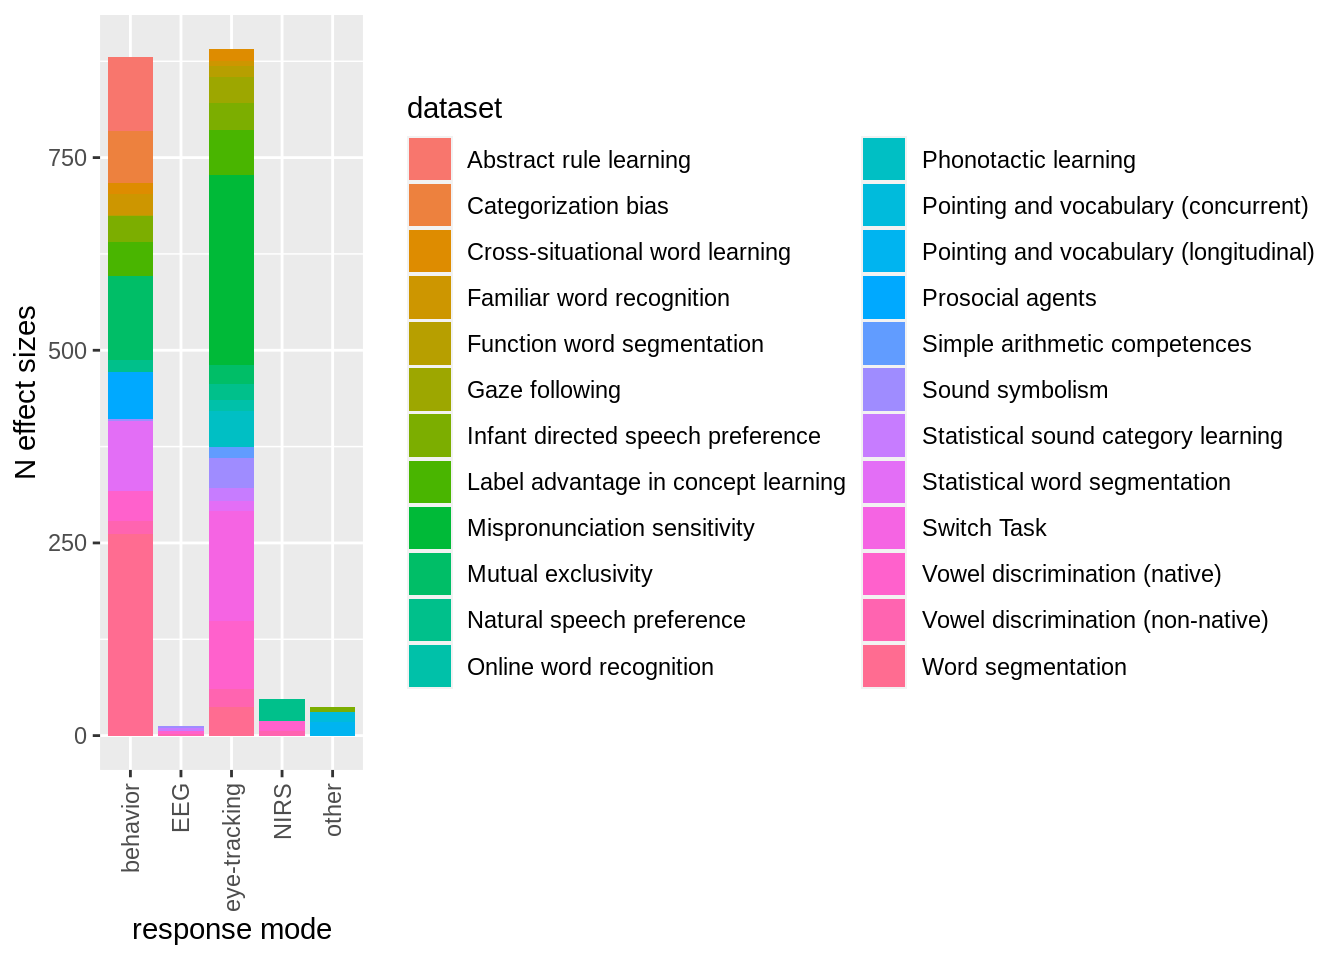 750
500
250
0
N effect sizes
behavior
EEG
eye-tracking
NIRS
other
response mode
dataset
Abstract rule learning
Categorization bias
Cross-situational word learning
Familiar word recognition
Function word segmentation
Gaze following
Infant directed speech preference
Label advantage in concept learning
Mispronunciation sensitivity
Mutual exclusivity
Natural speech preference
Online word recognition
Phonotactic learning
Pointing and vocabulary (concurrent)
Pointing and vocabulary (longitudinal)
Prosocial agents
Simple arithmetic competences
Sound symbolism
Statistical sound category learning
Statistical word segmentation
Switch Task
Vowel discrimination (native)
Vowel discrimination (non-native)
Word segmentation